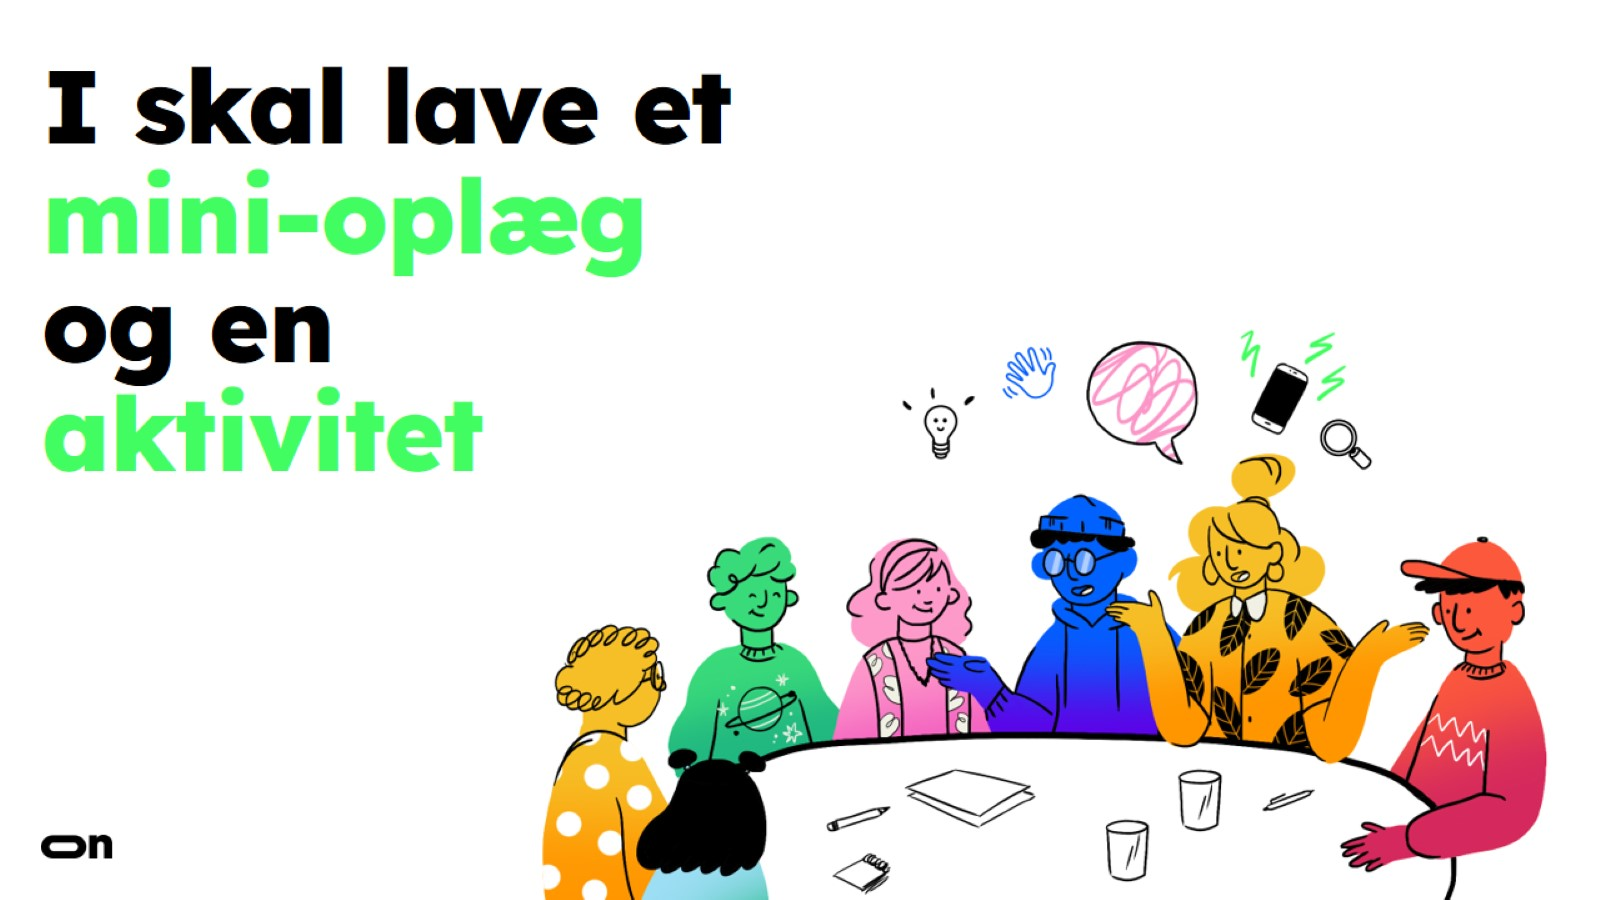 I skal lave et
mini-oplæg
og en
aktivitet
on